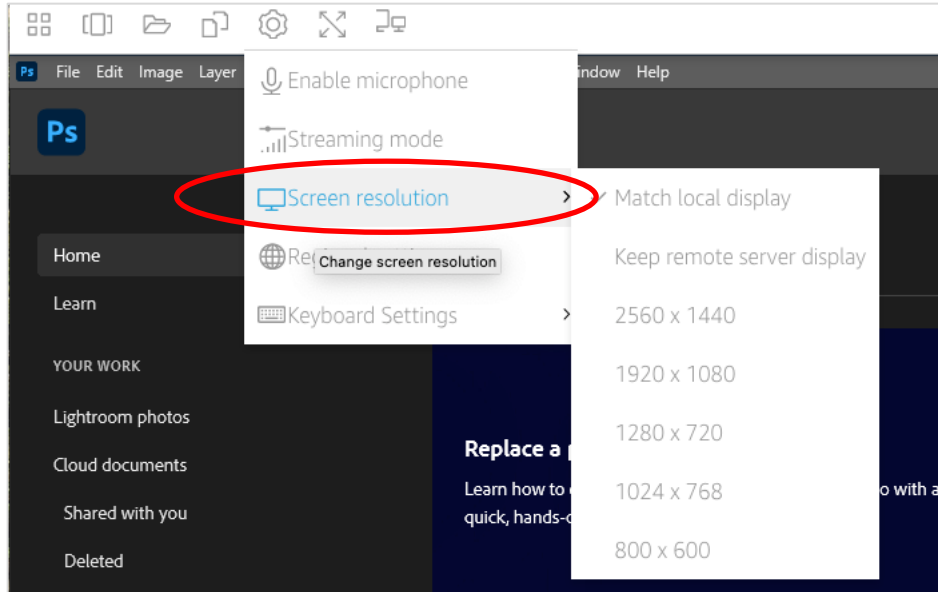 Ps File Edit Image Layer Window Help
Ps
Enable microphone
Streaming mode
Screen resolution
Change screen resolution
Keyboard Settings
Match local display
Keep remote server display
2560 x 1440
1920 x 1080
1280 x 720
1024 x 768
800 x 600
Home
Learn
YOUR WORK
Lightroom photos
Cloud documents
Shared with you
Deleted
Replace a
Learn how to
o with a
quick, hands-